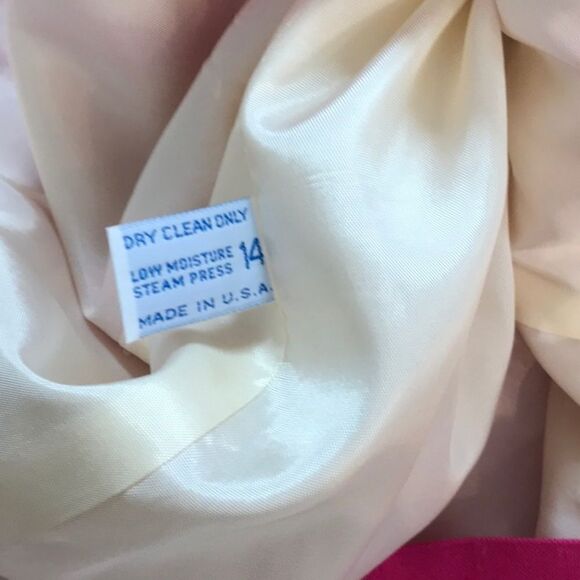 DRY CLEAN ONLY
LOW MOISTURE
STEAM PRESS 14
MADE IN U.S.A.